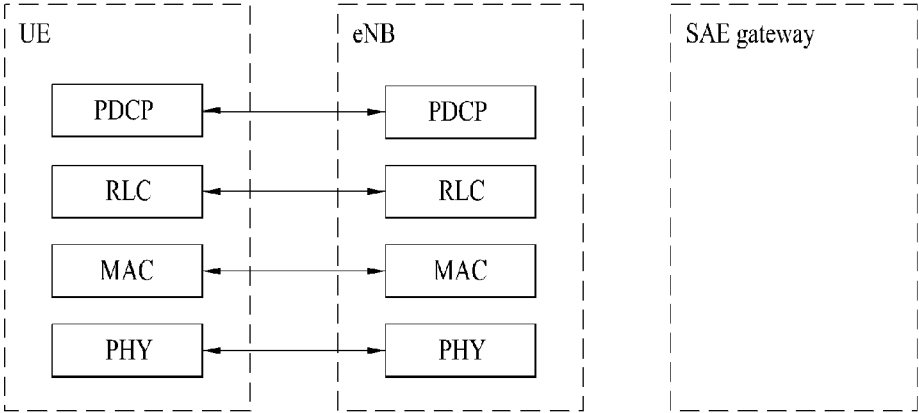 UE
eNB
SAE gateway
PDCP
PDCP
RLC
RLC
MAC
MAC
PHY
PHY